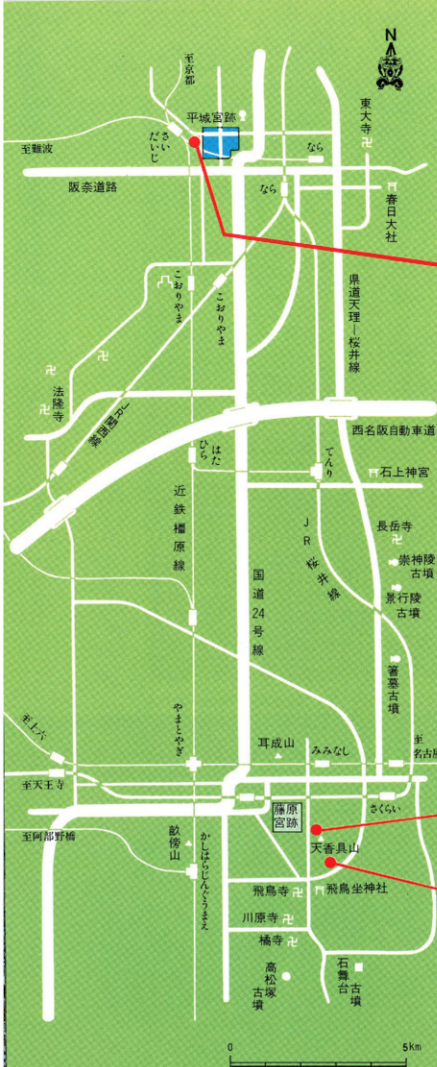 N
至京都
平城宮跡
さいだいじ
至難波
なら
東大寺
阪奈道路
なら
春日大社
こおりやま
こおりやま
県道天理—桜井線
法隆寺
JR関西線
西名阪自動車道
ひらはた
てんり
石上神宮
近鉄橿原線
JR桜井線
長岳寺
崇神陵
古墳
景行陵
古墳
国道24号線
箸墓古墳
至上六
やまとやぎ
耳成山
みみなし
至
名古屋
至天王寺
さくらい
藤原
宮跡
至阿部野橋
畝傍山
かしはらじんぐうまえ
天香具山
飛鳥寺
飛鳥坐神社
川原寺
橘寺
高松塚
古墳
石舞台
古墳
0
5km